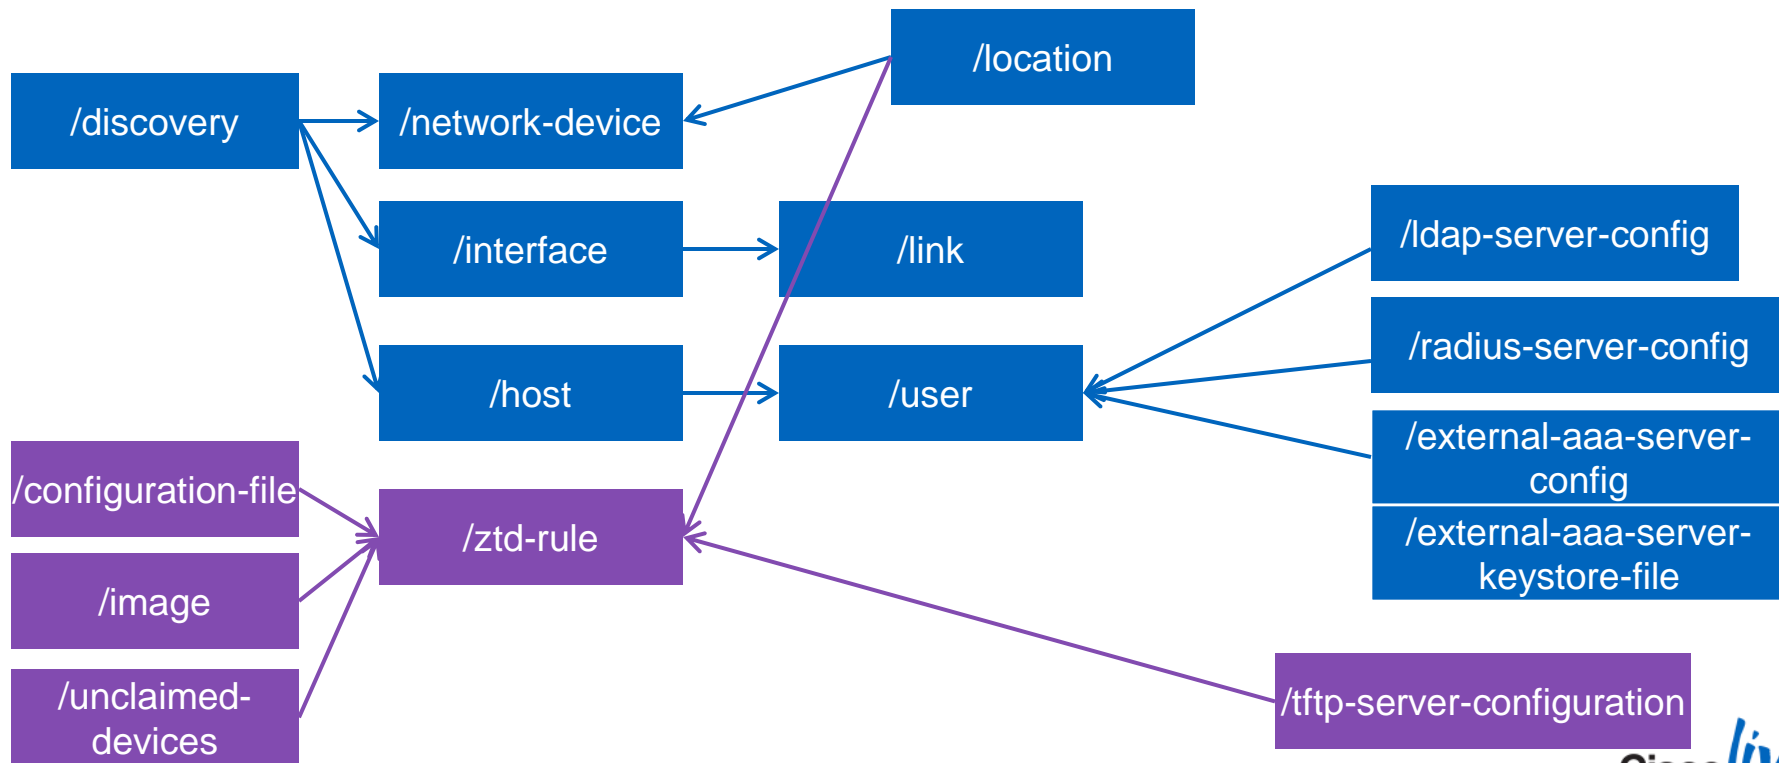 /location
/discovery
/network-device
/interface
/link
/ldap-server-config
/radius-server-config
/host
/user
/external-aaa-server-
config
/configuration-file
/ztd-rule
/external-aaa-server-
keystore-file
/image
/unclaimed-
devices
/tftp-server-configuration